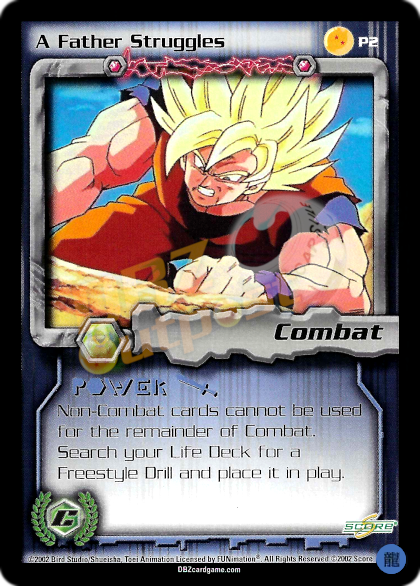 A Father Struggles
P2
DBZ
Outpost
Combat
POWER
Non-Combat cards cannot be used
for the remainder of Combat.
Search your Life Deck for a
Freestyle Drill and place it in play.
SCORE
龍
©2002 Bird Studio/Shueisha, Toei Animation Licensed by FUNimation®. All Rights Reserved ©2002 Score
DBZcardgame.com